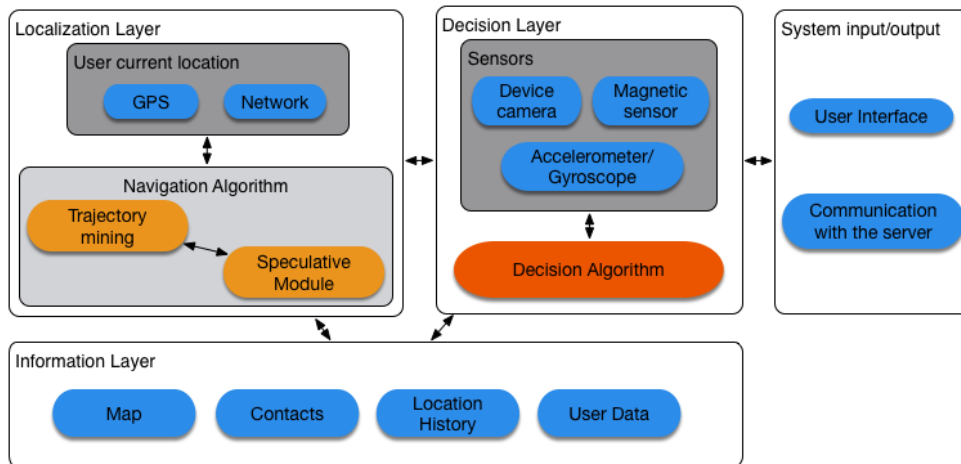 Localization Layer
User current location
GPS
Network
Navigation Algorithm
Trajectory
mining
Speculative
Module
Decision Layer
Sensors
Device
camera
Magnetic
sensor
Accelerometer/
Gyroscope
Decision Algorithm
System input/output
User Interface
Communication
with the server
Information Layer
Map
Contacts
Location
History
User Data